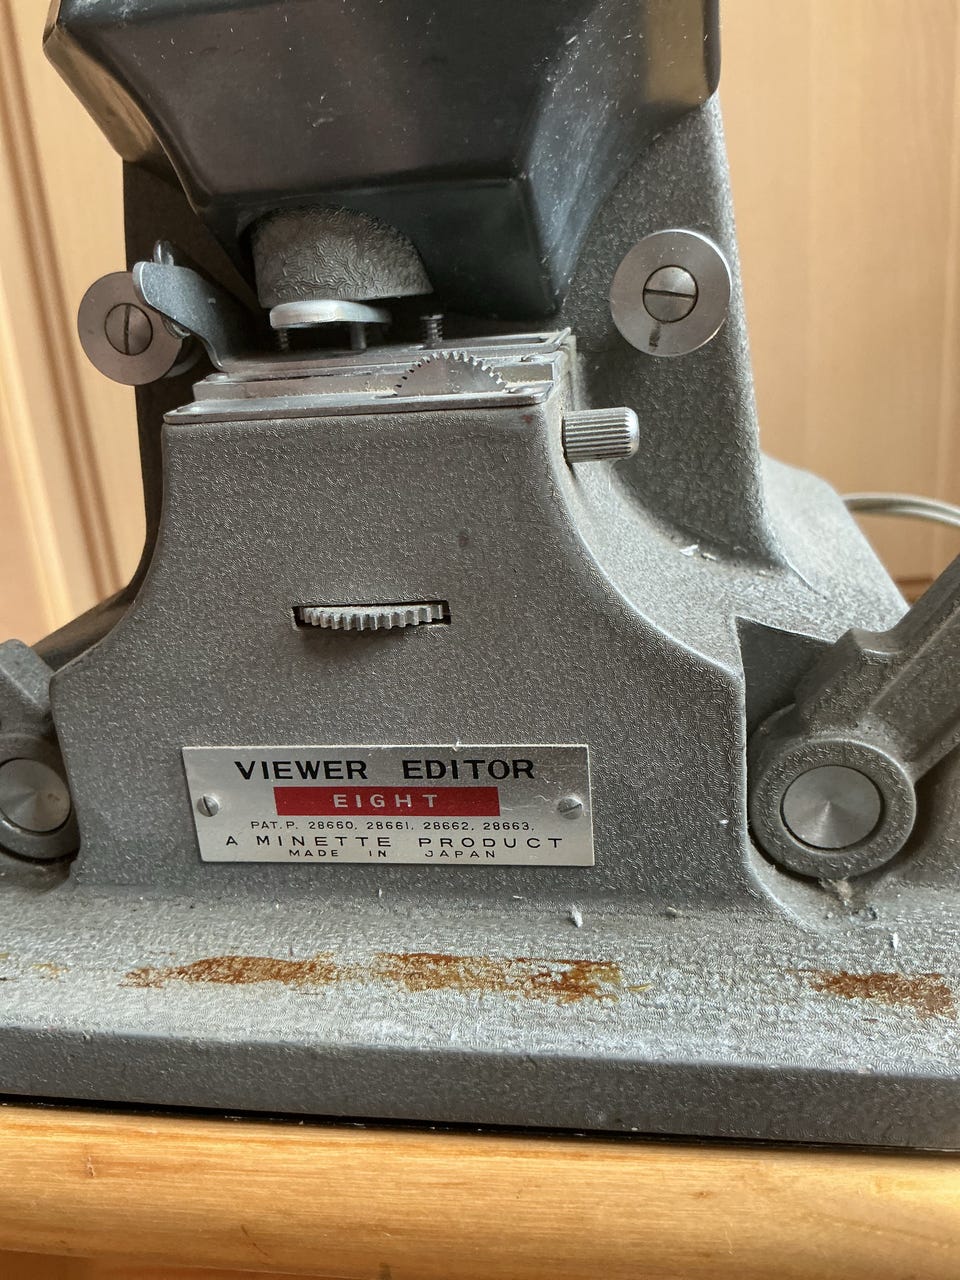 VIEWER EDITOR
EIGHT
PAT. P. 28660, 28661, 28662, 28663.
A MINETTE PRODUCT
MADE IN JAPAN